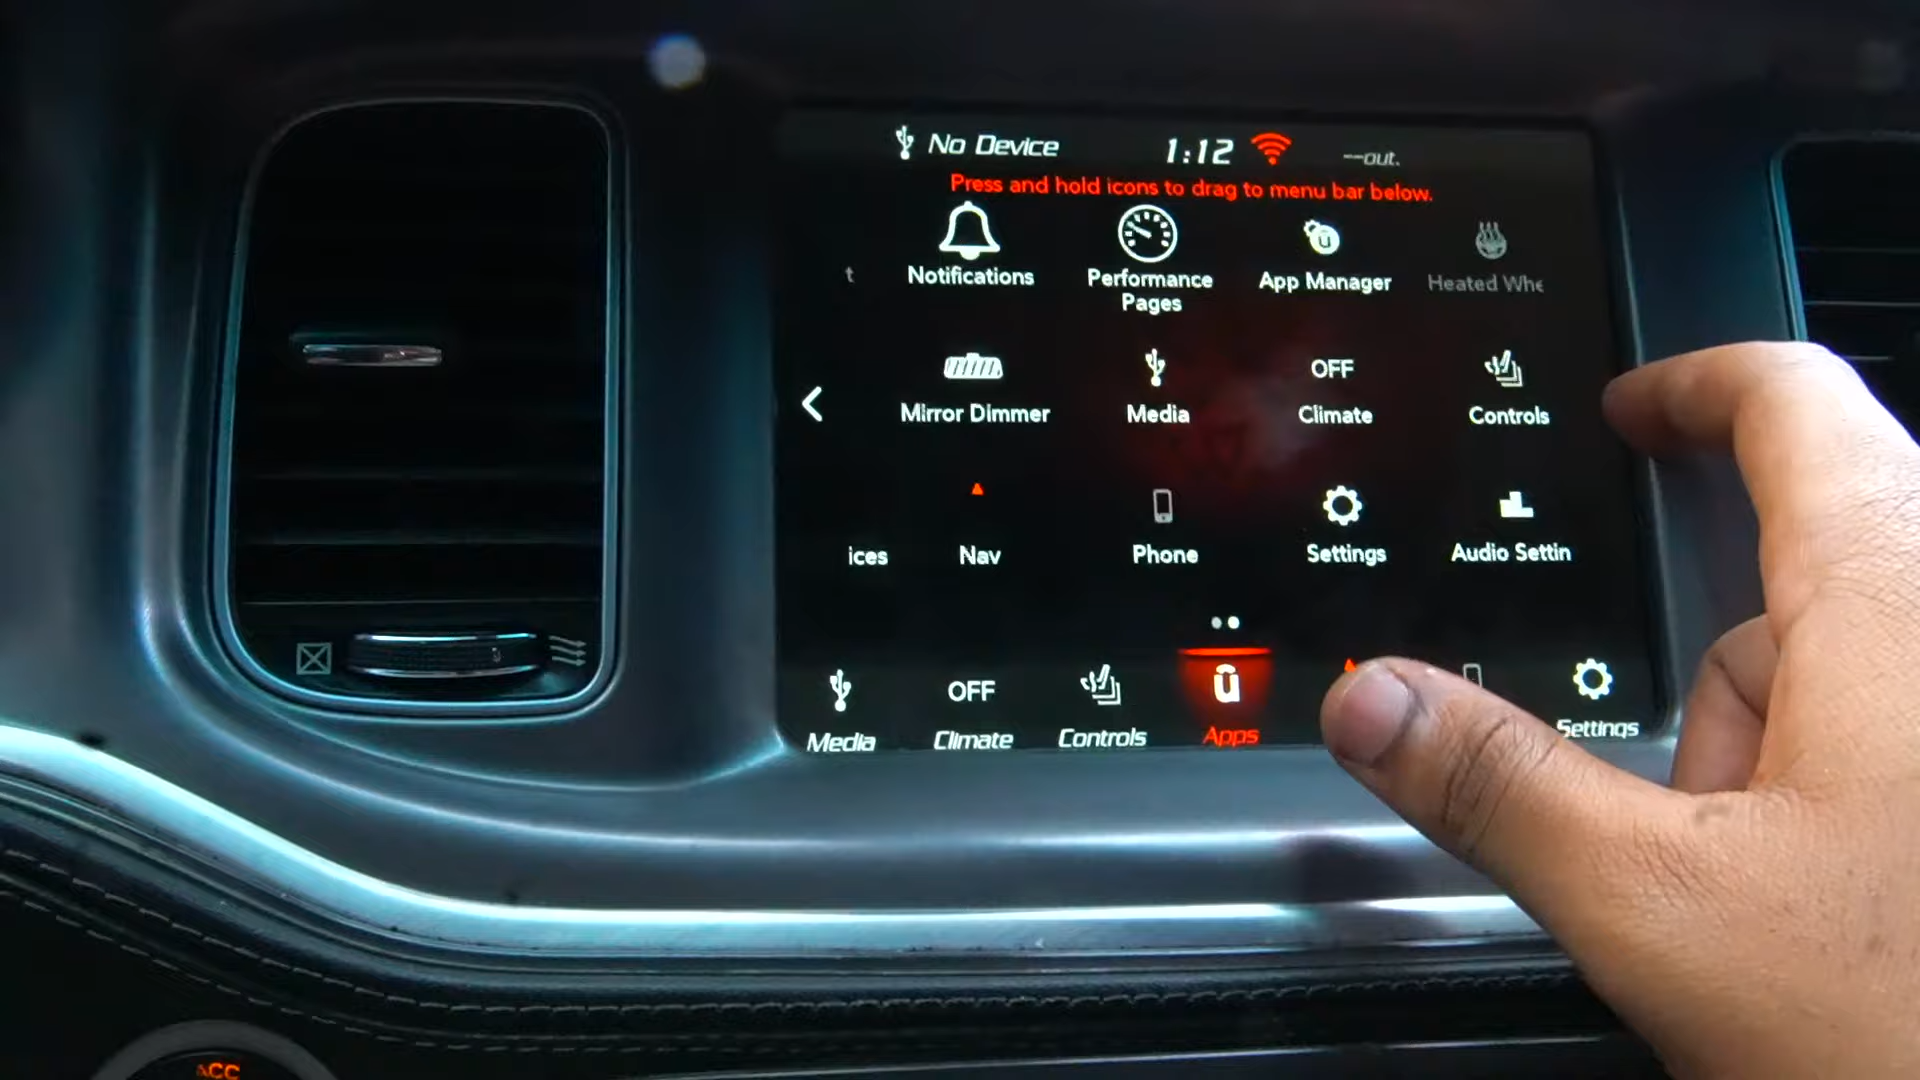 No Device 1:12 --out.
Press and hold icons to drag to menu bar below.
t Notifications Performance App Manager Heated Whe
Pages
Mirror Dimmer OFF Media Climate Controls
ices Nav Phone Settings Audio Settin
OFF
Media Climate Controls Apps Settings
ACC